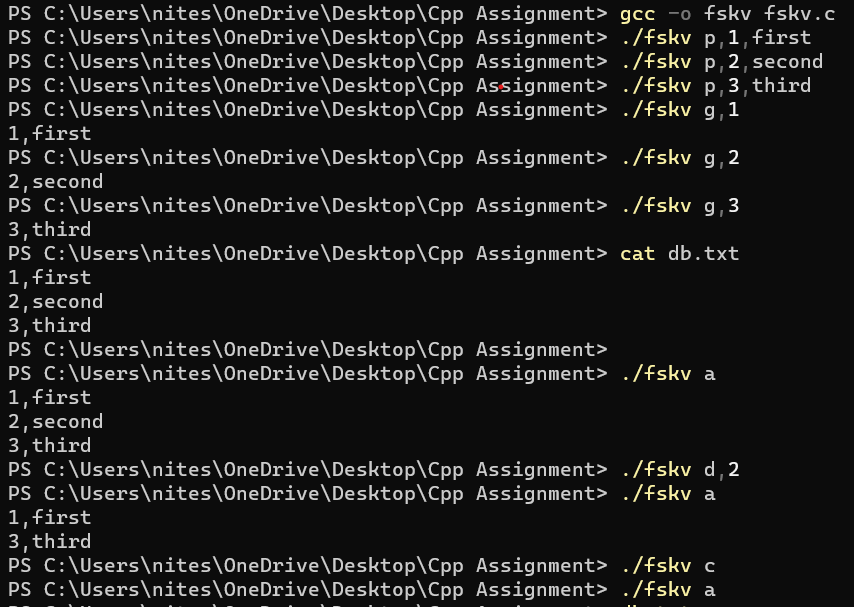 PS C:\Users\nites\OneDrive\Desktop\Cpp Assignment> gcc -o fskv fskv.c
PS C:\Users\nites\OneDrive\Desktop\Cpp Assignment> ./fskv p,1,first
PS C:\Users\nites\OneDrive\Desktop\Cpp Assignment> ./fskv p,2,second
PS C:\Users\nites\OneDrive\Desktop\Cpp Assignment> ./fskv p,3,third
PS C:\Users\nites\OneDrive\Desktop\Cpp Assignment> ./fskv g,1
1,first
PS C:\Users\nites\OneDrive\Desktop\Cpp Assignment> ./fskv g,2
2,second
PS C:\Users\nites\OneDrive\Desktop\Cpp Assignment> ./fskv g,3
3,third
PS C:\Users\nites\OneDrive\Desktop\Cpp Assignment> cat db.txt
1,first
2,second
3,third
PS C:\Users\nites\OneDrive\Desktop\Cpp Assignment>
PS C:\Users\nites\OneDrive\Desktop\Cpp Assignment> ./fskv a
1,first
2,second
3,third
PS C:\Users\nites\OneDrive\Desktop\Cpp Assignment> ./fskv d,2
PS C:\Users\nites\OneDrive\Desktop\Cpp Assignment> ./fskv a
1,first
3,third
PS C:\Users\nites\OneDrive\Desktop\Cpp Assignment> ./fskv c
PS C:\Users\nites\OneDrive\Desktop\Cpp Assignment> ./fskv a